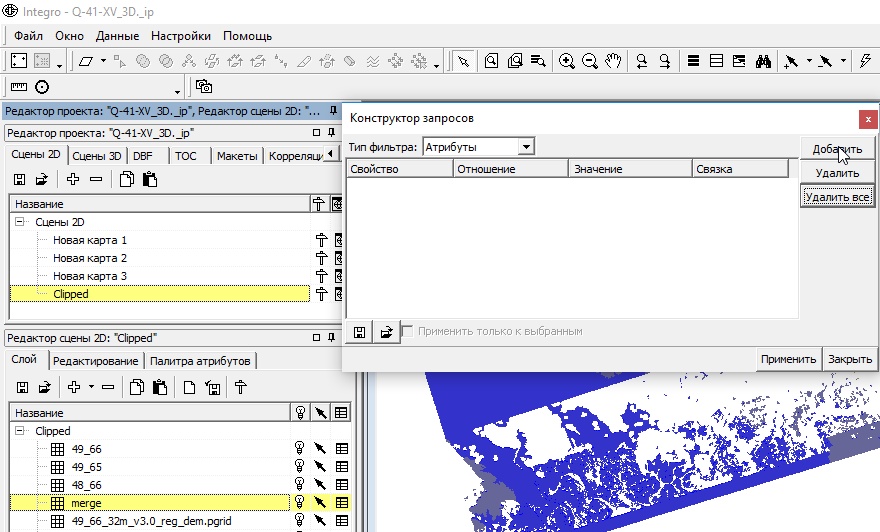 Integro - Q-41-XV_3D._ip
Файл Окно Данные Настройки Помощь
Редактор проекта: "Q-41-XV_3D._ip", Редактор сцены 2D: "...
Редактор проекта: "Q-41-XV_3D._ip"
Сцены 2D Сцены 3D DBF ТОС Макеты Корреляц
Название
Сцены 2D
Новая карта 1
Новая карта 2
Новая карта 3
Clipped
Редактор сцены 2D: "Clipped"
Слой Редактирование Палитра атрибутов
Название
Clipped
49_66
49_65
48_66
merge
49_66_32m_v3.0_reg_dem.pgrid
Конструктор запросов
x
Тип фильтра: Атрибуты
Свойство Отношение Значение Связка
Добавить
Удалить
Удалить все
Применить только к выбранным
Применить Закрыть